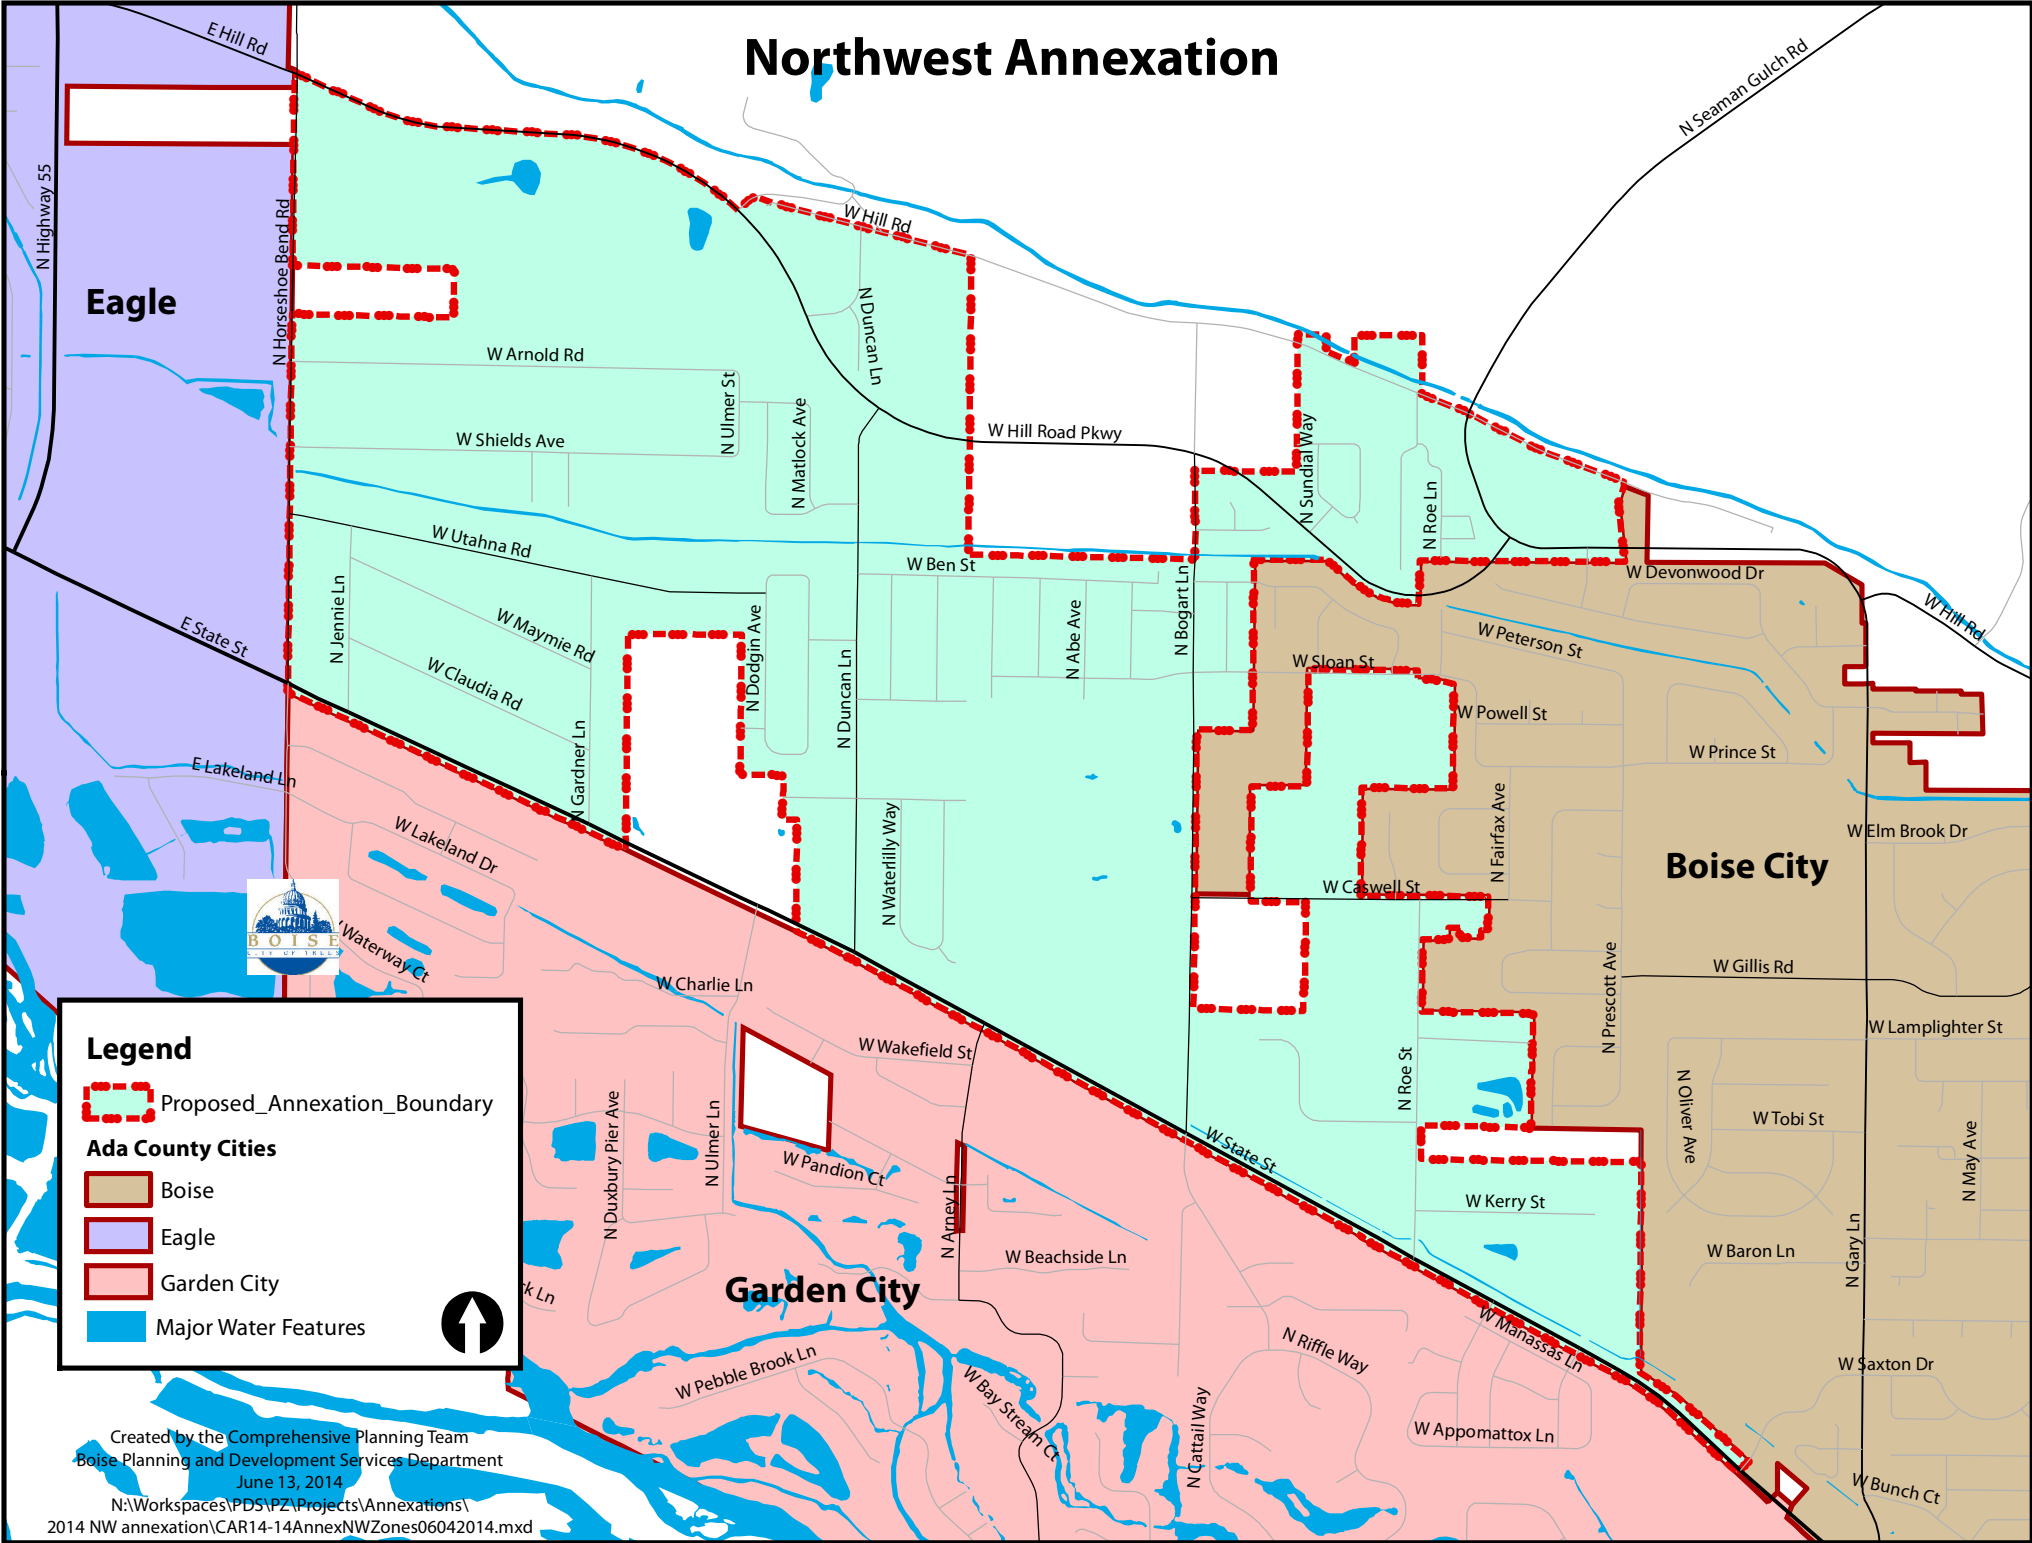 Northwest Annexation
E Hill Rd
N Seaman Gulch Rd
N Highway 55
N Horseshoe Bend Rd
W Hill Rd
Eagle
N Duncan Ln
W Arnold Rd
N Ulmer St
N Matlock Ave
W Shields Ave
W Hill Road Pkwy
N Sundial Way
N Roe Ln
W Utahna Rd
W Ben St
W Devonwood Dr
W Hill Rd
N Jennie Ln
W Maymie Rd
N Dodgin Ave
N Abe Ave
N Bogart Ln
E State St
W Peterson St
W Sloan St
W Claudia Rd
N Duncan Ln
W Powell St
N Gardner Ln
W Prince St
E Lakeland Ln
W Lakeland Dr
N Waterlilly Way
N Fairfax Ave
W Elm Brook Dr
Boise City
W Caswell St
BOISE
CITY OF TREES
W Waterway Ct
W Charlie Ln
N Prescott Ave
W Gillis Rd
W Lamplighter St
W Wakefield St
N Roe St
N Oliver Ave
W Tobi St
N May Ave
N Duxbury Pier Ave
N Ulmer Ln
W Pandion Ct
W State St
N Arney Ln
W Kerry St
W Beachside Ln
W Baron Ln
N Gary Ln
Garden City
ck Ln
W Manassas Ln
N Riffle Way
W Saxton Dr
W Pebble Brook Ln
W Bay Stream Ct
N Cattail Way
W Appomattox Ln
W Bunch Ct
Legend
Proposed_Annexation_Boundary
Ada County Cities
Boise
Eagle
Garden City
Major Water Features
Created by the Comprehensive Planning Team
Boise Planning and Development Services Department
June 13, 2014
N:\Workspaces\PDS\PZ\Projects\Annexations\
2014 NW annexation\CAR14-14AnnexNWZones06042014.mxd